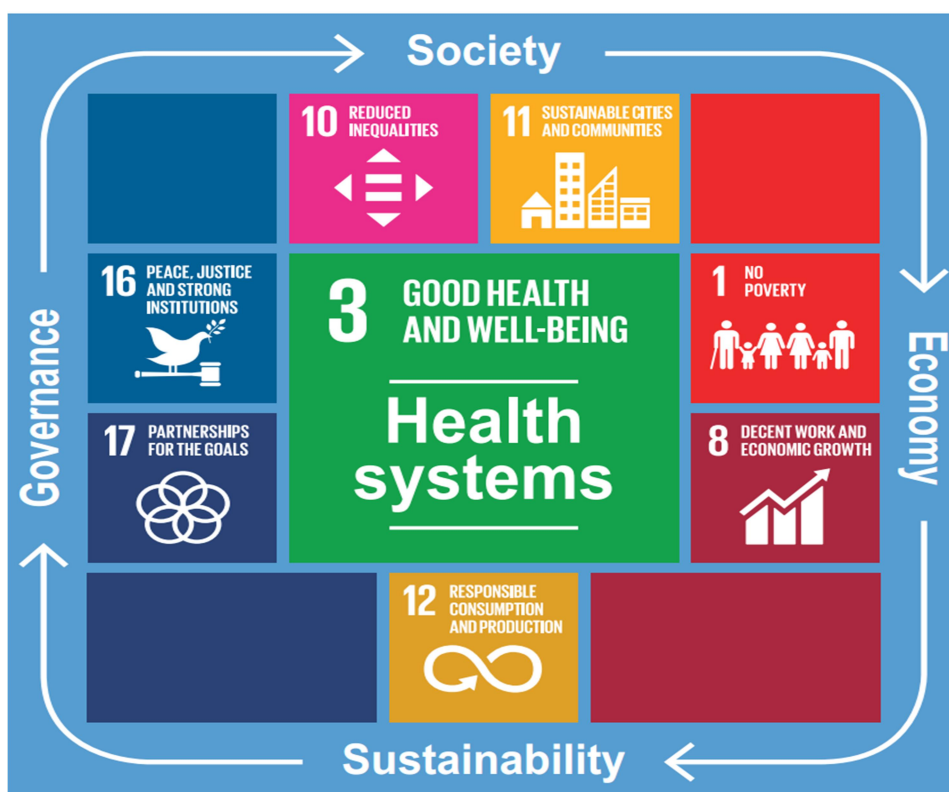 Society
10 REDUCED
INEQUALITIES
11 SUSTAINABLE CITIES
AND COMMUNITIES
16 PEACE, JUSTICE
AND STRONG
INSTITUTIONS
3 GOOD HEALTH
AND WELL-BEING
Health
systems
1 NO
POVERTY
Governance
Economy
17 PARTNERSHIPS
FOR THE GOALS
8 DECENT WORK AND
ECONOMIC GROWTH
12 RESPONSIBLE
CONSUMPTION
AND PRODUCTION
Sustainability